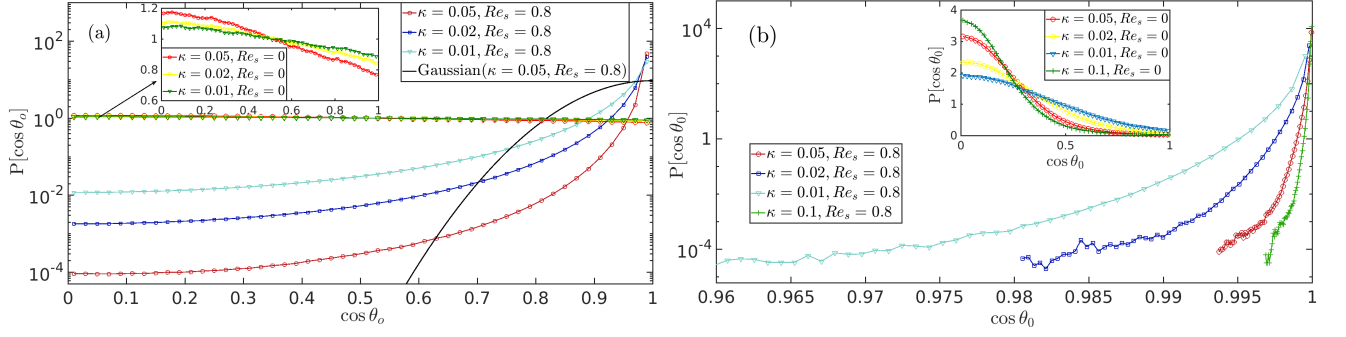 (a)
P[cos θ_o]
10^2
10^0
10^-2
10^-4
0
0.1
0.2
0.3
0.4
0.5
0.6
0.7
0.8
0.9
1
cos θ_o
κ = 0.05, Re_s = 0.8
κ = 0.02, Re_s = 0.8
κ = 0.01, Re_s = 0.8
Gaussian(κ = 0.05, Re_s = 0.8)
1.2
1.0
0.8
0.6
0
0.2
0.4
0.6
0.8
1
κ = 0.05, Re_s = 0
κ = 0.02, Re_s = 0
κ = 0.01, Re_s = 0
(b)
P[cos θ_0]
10^4
10^2
1
10^-2
10^-4
0.96
0.965
0.97
0.975
0.98
0.985
0.99
0.995
1
cos θ_0
κ = 0.05, Re_s = 0.8
κ = 0.02, Re_s = 0.8
κ = 0.01, Re_s = 0.8
κ = 0.1, Re_s = 0.8
P[cos θ_0]
4
3
2
1
0
0
0.5
1
cos θ_0
κ = 0.05, Re_s = 0
κ = 0.02, Re_s = 0
κ = 0.01, Re_s = 0
κ = 0.1, Re_s = 0